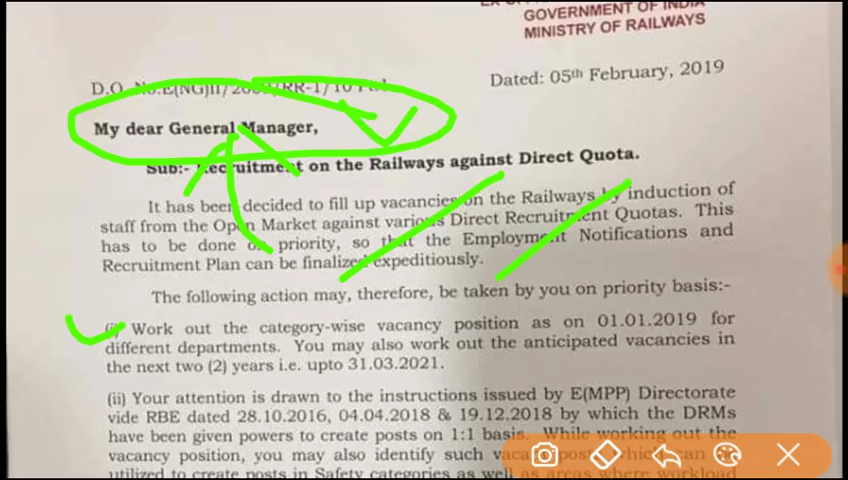 GOVERNMENT OF INDIA
MINISTRY OF RAILWAYS
D.O. No.E(NG)II/ /RR-1/10
Dated: 05th February, 2019
My dear General Manager,
Sub:- Recruitment on the Railways against Direct Quota.
It has been decided to fill up vacancies on the Railways by induction of
staff from the Open Market against various Direct Recruitment Quotas. This
has to be done on priority, so that the Employment Notifications and
Recruitment Plan can be finalized expeditiously.
The following action may, therefore, be taken by you on priority basis:-
(i) Work out the category-wise vacancy position as on 01.01.2019 for
different departments. You may also work out the anticipated vacancies in
the next two (2) years i.e. upto 31.03.2021.
(ii) Your attention is drawn to the instructions issued by E(MPP) Directorate
vide RBE dated 28.10.2016, 04.04.2018 & 19.12.2018 by which the DRMs
have been given powers to create posts on 1:1 basis. While working out the
vacancy position, you may also identify such which can
utilized to create posts in Safety categories as well as areas where workload